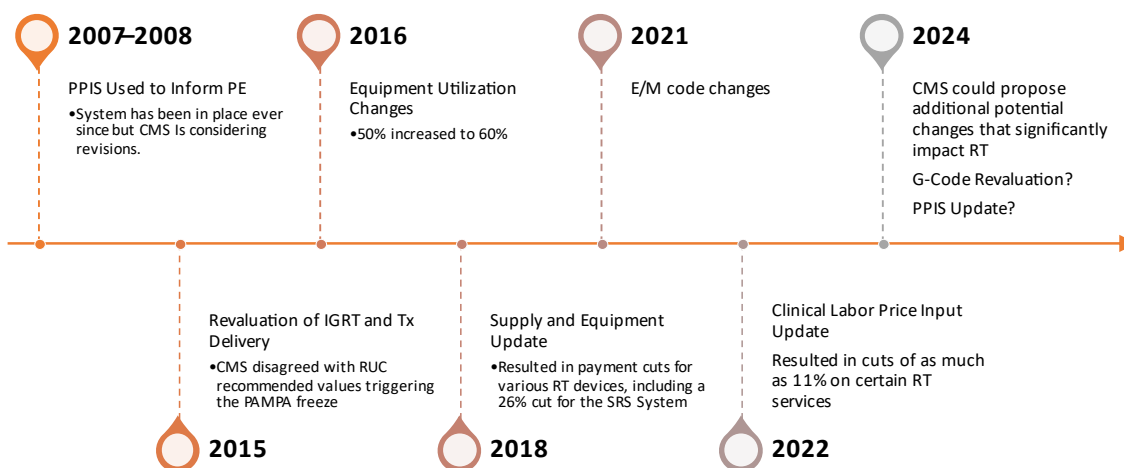 2007–2008
PPIS Used to Inform PE
•System has been in place ever
since but CMS Is considering
revisions.
2016
Equipment Utilization
Changes
•50% increased to 60%
2021
E/M code changes
2024
CMS could propose
additional potential
changes that significantly
impact RT
G-Code Revaluation?
PPIS Update?
Revaluation of IGRT and Tx
Delivery
•CMS disagreed with RUC
recommended values triggering
the PAMPA freeze
2015
Supply and Equipment
Update
•Resulted in payment cuts for
various RT devices, including a
26% cut for the SRS System
2018
Clinical Labor Price Input
Update
Resulted in cuts of as much
as 11% on certain RT
services
2022